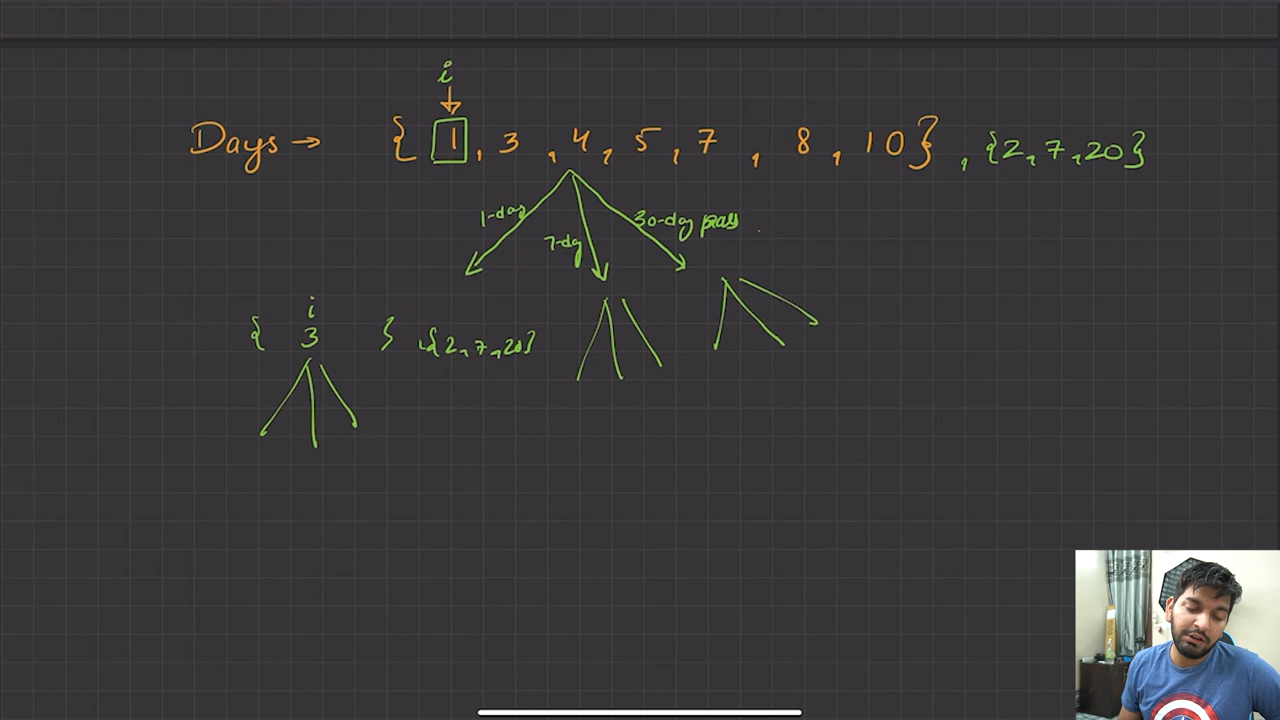 i
Days → { 1, 3, 4, 5, 7, 8, 10 } , {2, 7, 20}
1-day 7-day 30-day pass
i
{ 3 } , {2, 7, 20}